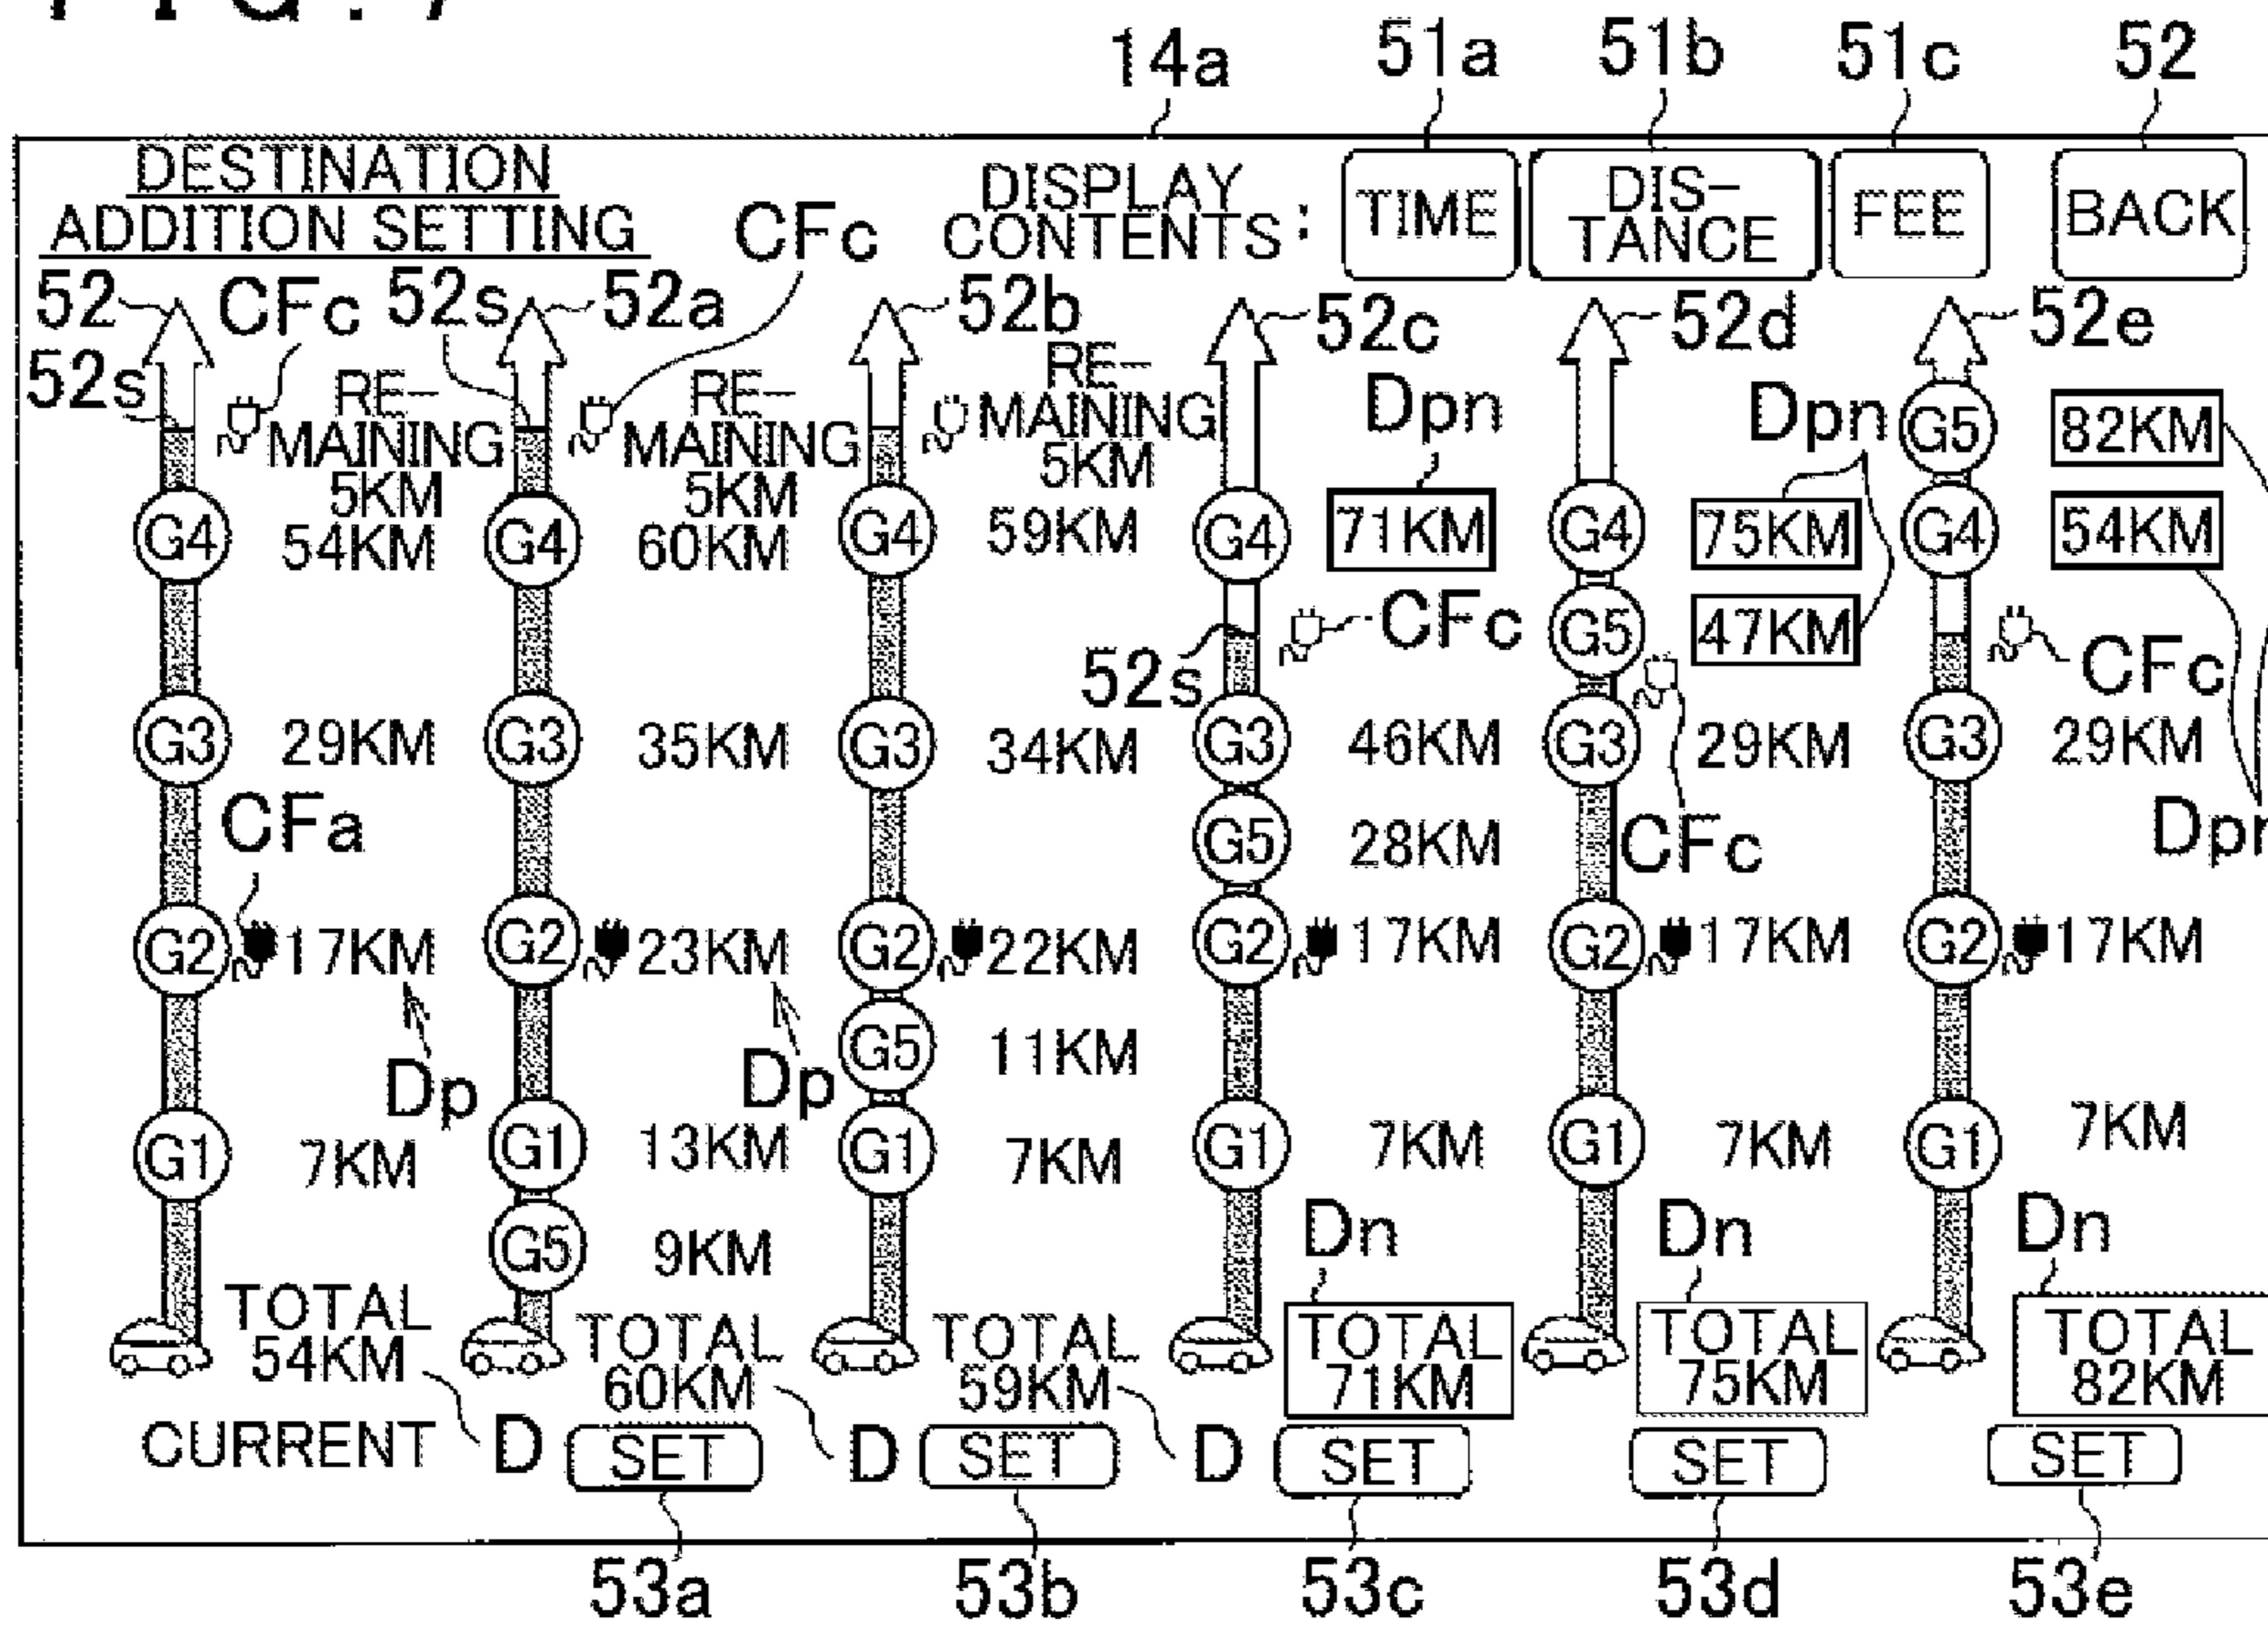 FIG. 7
14a 51a 51b 51c 52
DESTINATION
ADDITION SETTING
DISPLAY
CONTENTS :
TIME
DIS-
TANCE
FEE
BACK
CFc
52 CFc 52s 52a 52b 52c 52d 52e
52s
RE-
MAINING
5KM
RE-
MAINING
5KM
RE-
MAINING
5KM
Dpn Dpn
G5 82KM
G4 54KM G4 60KM G4 59KM G4 71KM G4 75KM G4 54KM
52s CFc G5 47KM CFc CFc
G3 29KM G3 35KM G3 34KM G3 46KM G3 29KM G3 29KM
CFa G5 28KM
G2 17KM G2 23KM G2 22KM G2 17KM G2 17KM G2 17KM
Dp Dp G5 11KM
G1 7KM G1 13KM G1 7KM G1 7KM G1 7KM G1 7KM
G5 9KM
Dn Dn Dn
TOTAL
54KM
TOTAL
60KM
TOTAL
59KM
TOTAL
71KM
TOTAL
75KM
TOTAL
82KM
CURRENT D SET D SET D SET SET SET
53a 53b 53c 53d 53e